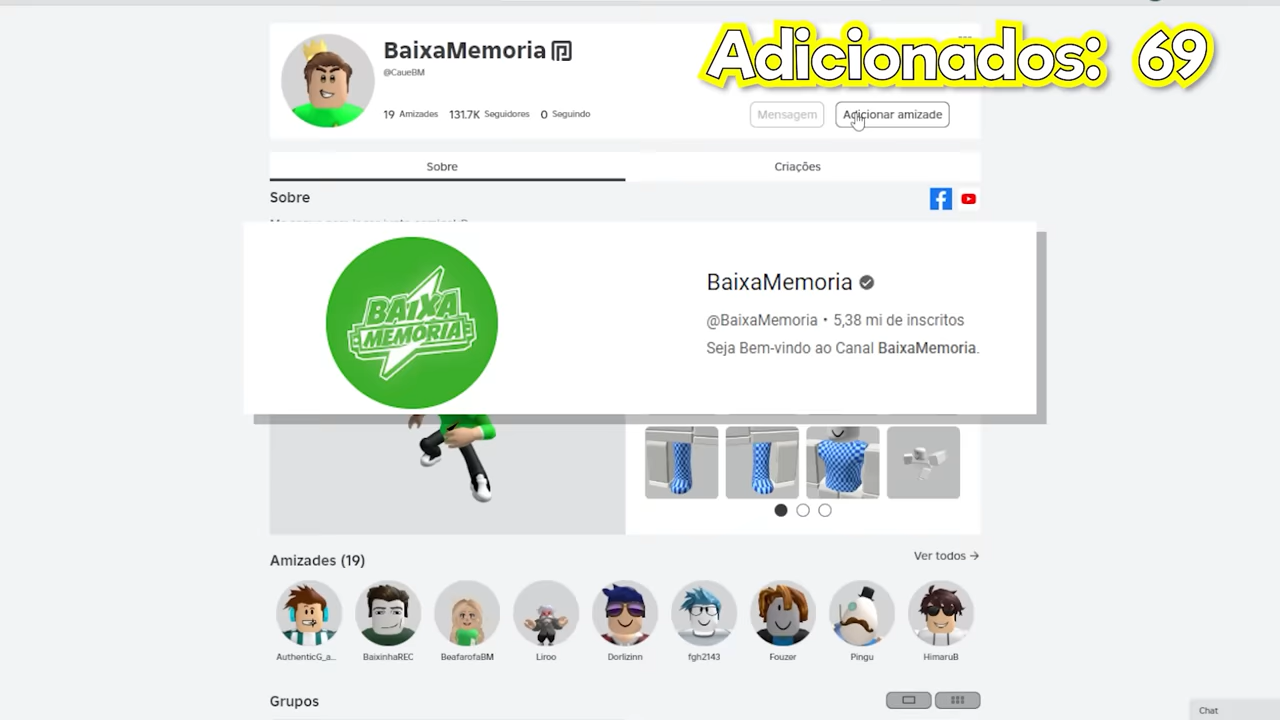 BaixaMemoria
Adicionados: 69
@CaueBM
19 Amizades 131.7K Seguidores 0 Seguindo
Mensagem
Adicionar amizade
Sobre
Criações
Sobre
BAIXA
MEMORIA
BaixaMemoria
@BaixaMemoria • 5,38 mi de inscritos
Seja Bem-vindo ao Canal BaixaMemoria.
Amizades (19)
Ver todos →
AuthenticG_a... BaixinhaREC BeafarofaBM Liroo Dorlizinn fgh2143 Fouzer Pingu HimaruB
Grupos
Chat